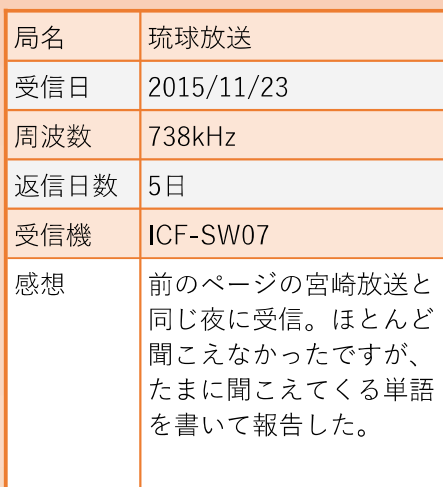 局名 琉球放送
受信日 2015/11/23
周波数 738kHz
返信日数 5日
受信機 ICF-SW07
感想 前のページの宮崎放送と
同じ夜に受信。ほとんど
聞こえなかったですが、
たまに聞こえてくる単語
を書いて報告した。